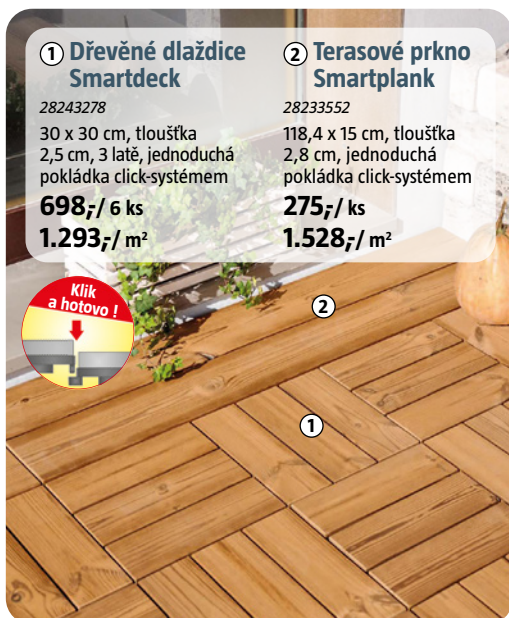 ① Dřevěné dlaždice
Smartdeck
28243278
30 x 30 cm, tloušťka
2,5 cm, 3 latě, jednoduchá
pokládka click-systémem
698,-/ 6 ks
1.293,-/ m²
② Terasové prkno
Smartplank
28233552
118,4 x 15 cm, tloušťka
2,8 cm, jednoduchá
pokládka click-systémem
275,-/ ks
1.528,-/ m²
Klik
a hotovo !
②
①